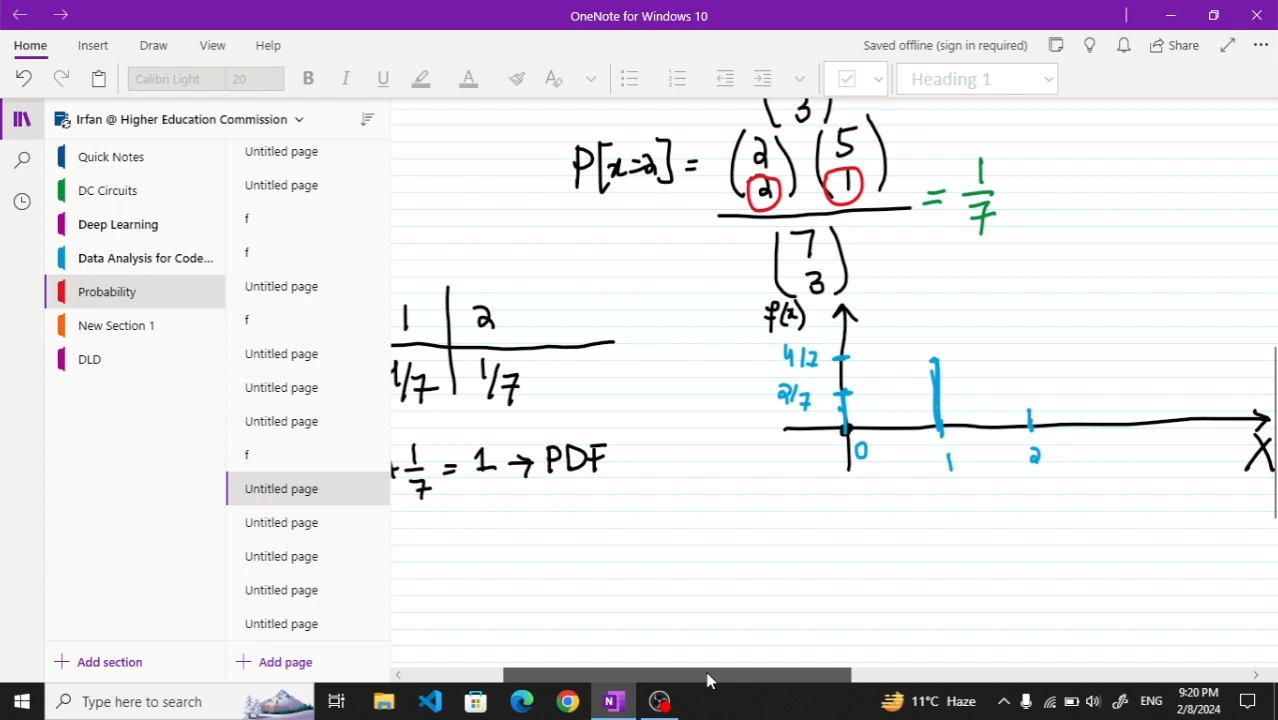 OneNote for Windows 10
Home Insert Draw View Help
Saved offline (sign in required) Share
Calibri Light 20 B I U A Heading 1
Irfan @ Higher Education Commission
Quick Notes
DC Circuits
Deep Learning
Data Analysis for Code...
Probability
New Section 1
DLD
Add section
Untitled page
Untitled page
f
f
Untitled page
f
Untitled page
Untitled page
Untitled page
f
Untitled page
Untitled page
Untitled page
Untitled page
Untitled page
Add page
3
P[x=2] = (2 2) (5 1)
(7 3)
= 1/7
1 2
1/7 1/7
+ 1/7 = 1 → PDF
f(x)
4/7
2/7
0 1 2 X
Type here to search
11°C Haze
ENG
9:20 PM
2/8/2024